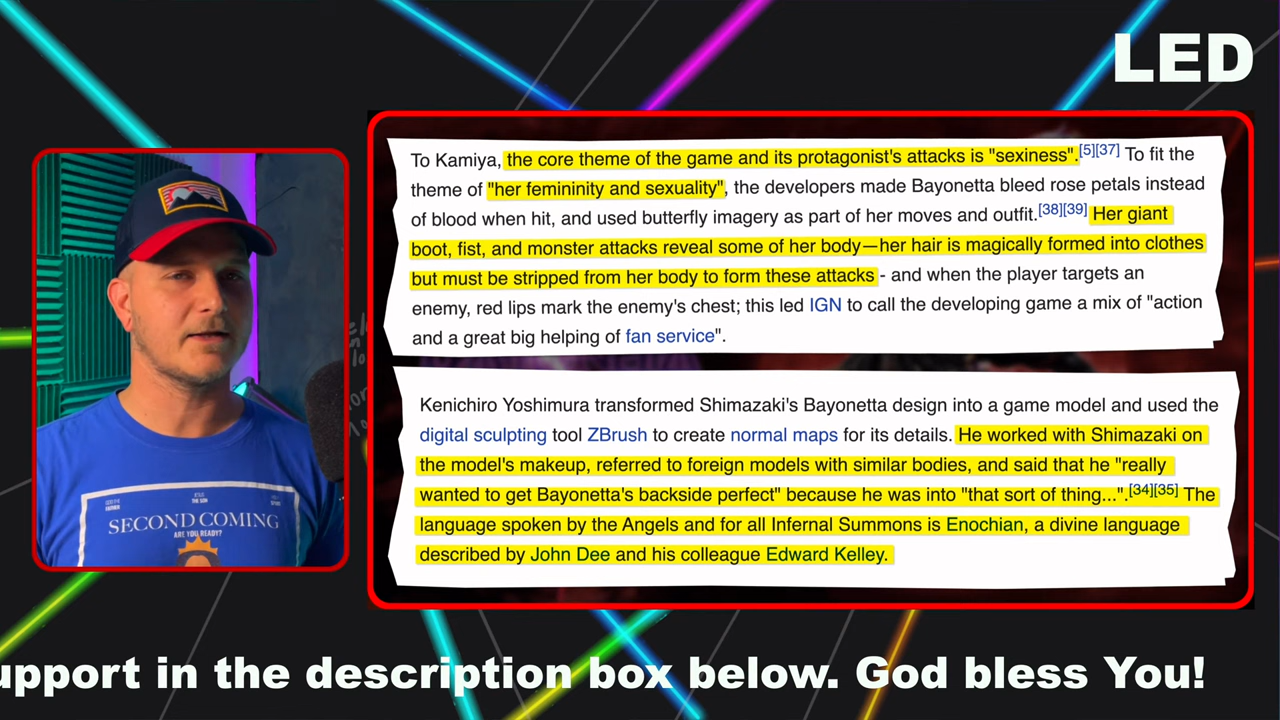 LED
To Kamiya, the core theme of the game and its protagonist's attacks is "sexiness".[5][37] To fit the
theme of "her femininity and sexuality", the developers made Bayonetta bleed rose petals instead
of blood when hit, and used butterfly imagery as part of her moves and outfit.[38][39] Her giant
boot, fist, and monster attacks reveal some of her body—her hair is magically formed into clothes
but must be stripped from her body to form these attacks - and when the player targets an
enemy, red lips mark the enemy's chest; this led IGN to call the developing game a mix of "action
and a great big helping of fan service".
Kenichiro Yoshimura transformed Shimazaki's Bayonetta design into a game model and used the
digital sculpting tool ZBrush to create normal maps for its details. He worked with Shimazaki on
the model's makeup, referred to foreign models with similar bodies, and said that he "really
wanted to get Bayonetta's backside perfect" because he was into "that sort of thing...".[34][35] The
language spoken by the Angels and for all Infernal Summons is Enochian, a divine language
described by John Dee and his colleague Edward Kelley.
SECOND COMING
ARE YOU READY?
upport in the description box below. God bless You!